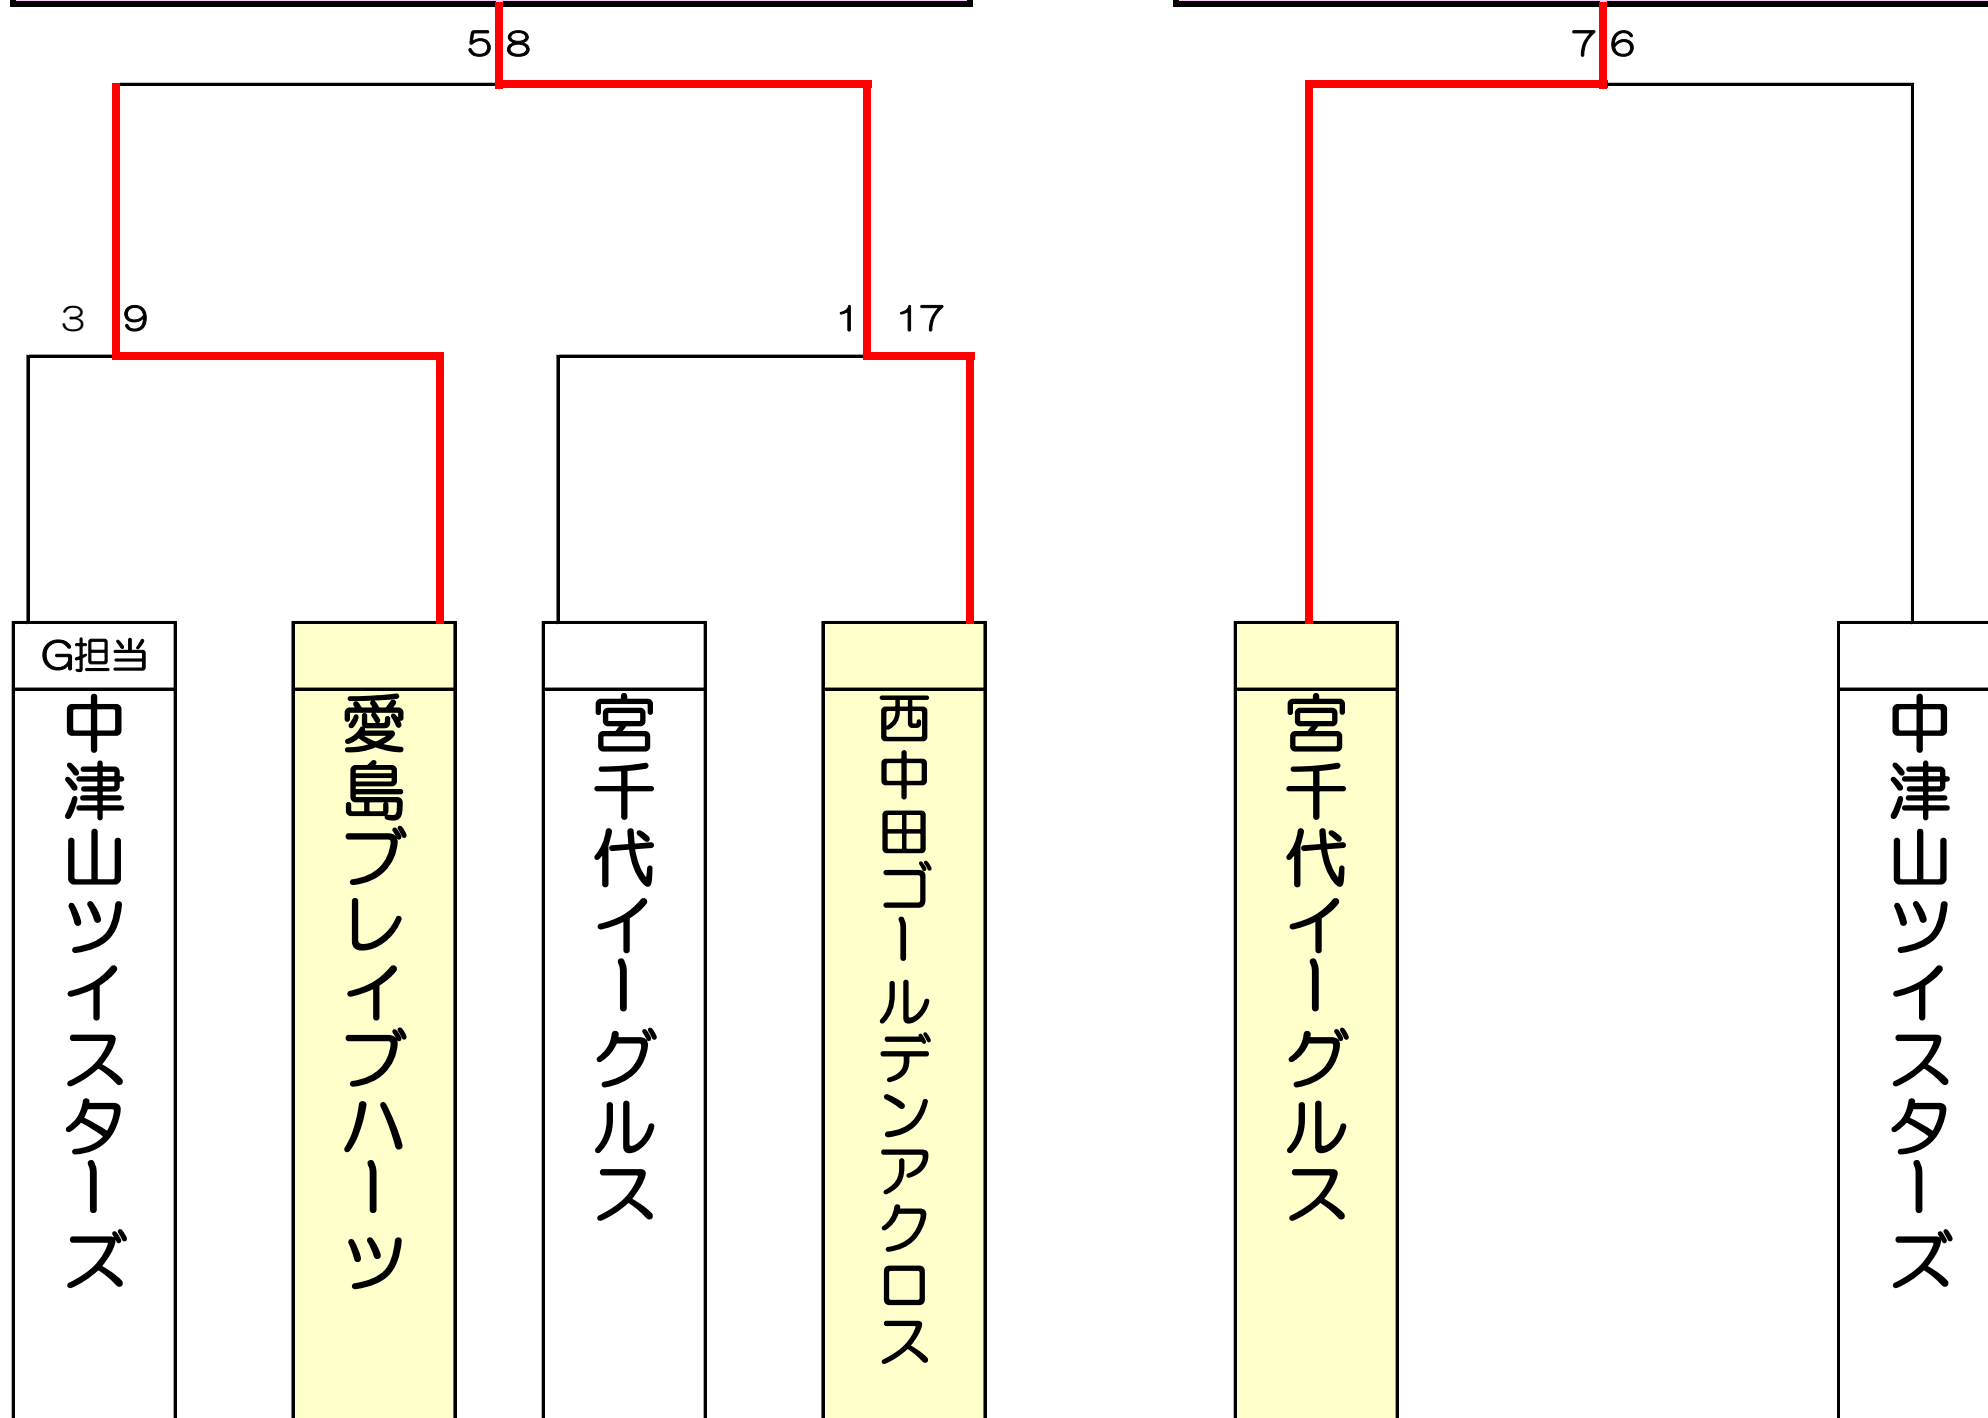 5 8
7 6
3 9
1 17
G担当
中津山ツイスターズ
愛島ブレイブハーツ
宮千代イーグルス
西中田ゴールデンアクロス
宮千代イーグルス
中津山ツイスターズ